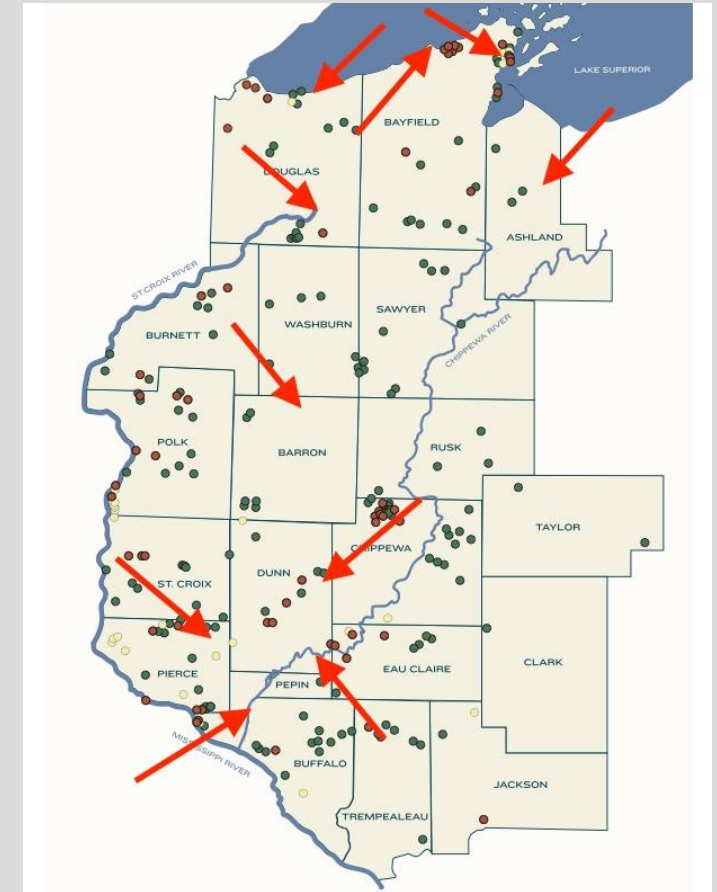 LAKE SUPERIOR
BAYFIELD
DOUGLAS
ASHLAND
ST.CROIX RIVER
SAWYER
WASHBURN
BURNETT
CHIPPEWA RIVER
POLK
RUSK
BARRON
TAYLOR
CHIPPEWA
DUNN
ST. CROIX
CLARK
EAU CLAIRE
PIERCE
PEPIN
MISSISSIPPI RIVER
BUFFALO
JACKSON
TREMPEALEAU